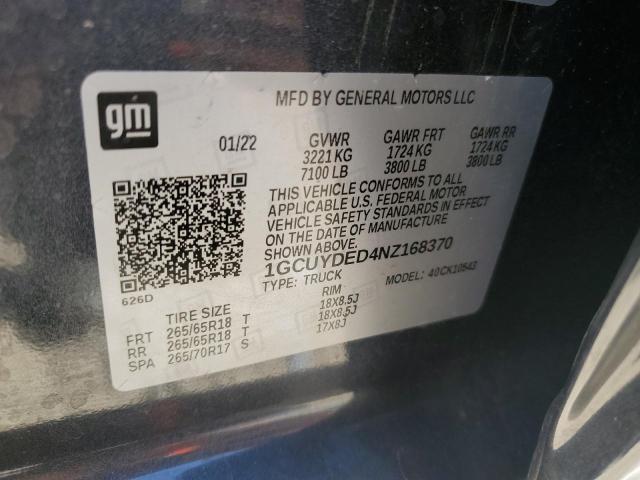 gm
MFD BY GENERAL MOTORS LLC
01/22 GVWR GAWR FRT GAWR RR
3221 KG 1724 KG 1724 KG
7100 LB 3800 LB 3800 LB
THIS VEHICLE CONFORMS TO ALL
APPLICABLE U.S. FEDERAL MOTOR
VEHICLE SAFETY STANDARDS IN EFFECT
ON THE DATE OF MANUFACTURE
SHOWN ABOVE.
1GCUYDED4NZ168370
TYPE: TRUCK MODEL: 40CK10543
626D
TIRE SIZE RIM
FRT 265/65R18 T 18X8.5J
RR 265/65R18 T 18X8.5J
SPA 265/70R17 S 17X8J